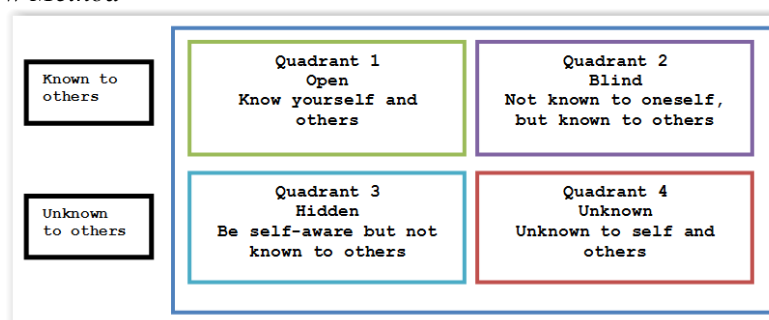 Method
Known to
others
Quadrant 1
Open
Know yourself and
others
Quadrant 2
Blind
Not known to oneself,
but known to others
Unknown
to others
Quadrant 3
Hidden
Be self-aware but not
known to others
Quadrant 4
Unknown
Unknown to self and
others